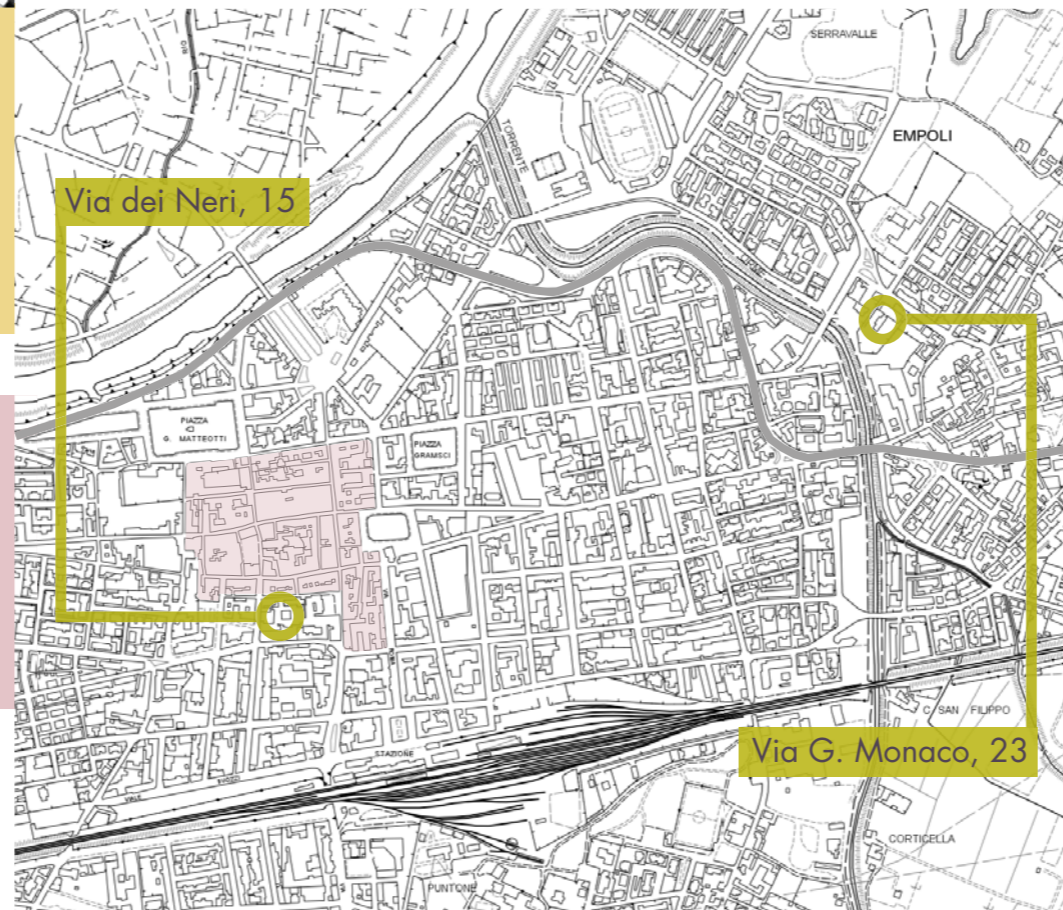 SERRAVALLE
EMPOLI
TORRENTE
Via dei Neri, 15
PIAZZA
G. MATTEOTTI
PIAZZA
GRAMSCI
STAZIONE
VIALE
C. SAN FILIPPO
Via G. Monaco, 23
CORTICELLA
PUNTONE